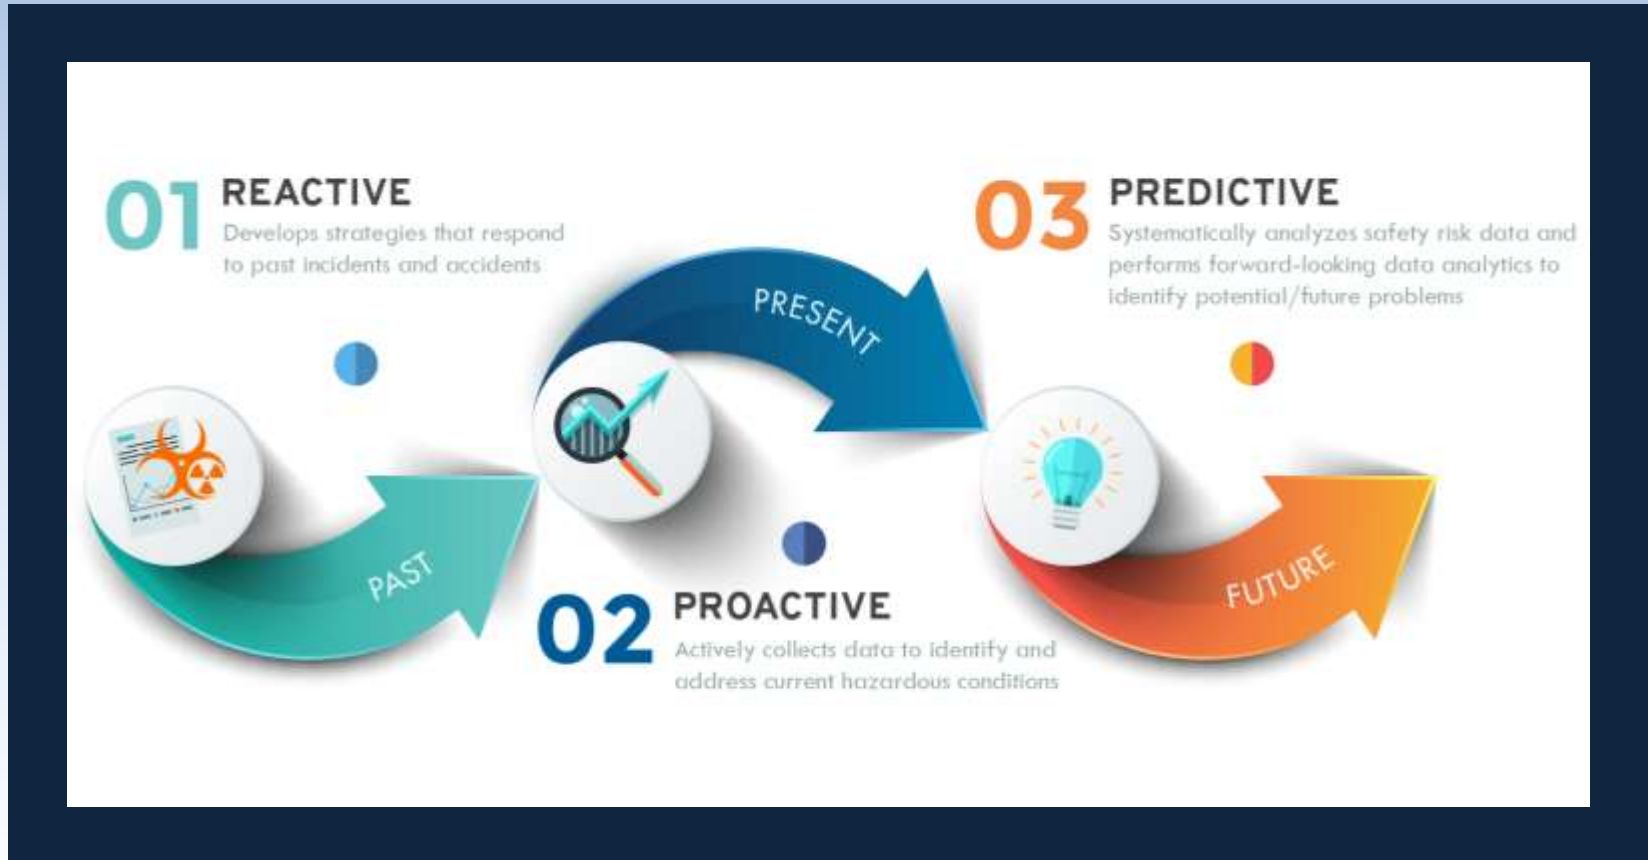 01 REACTIVE
Develops strategies that respond
to past incidents and accidents
PAST
PRESENT
02 PROACTIVE
Actively collects data to identify and
address current hazardous conditions
03 PREDICTIVE
Systematically analyzes safety risk data and
performs forward-looking data analytics to
identify potential/future problems
FUTURE